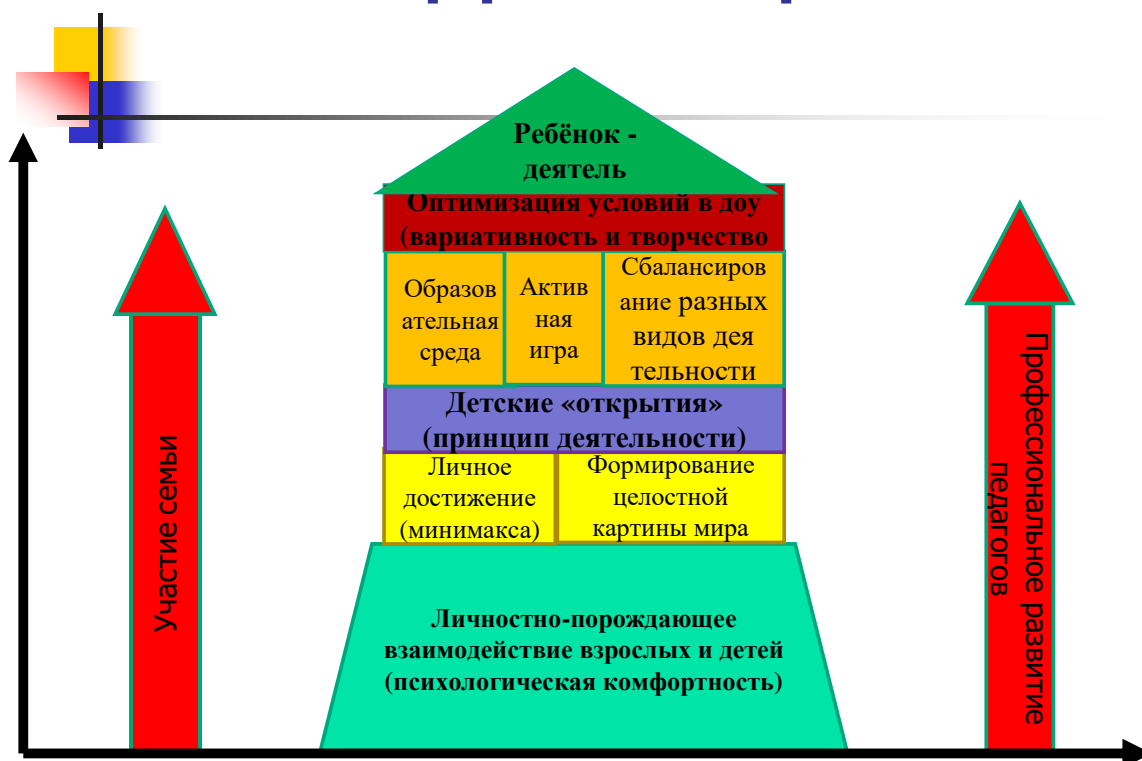 Ребёнок -
деятель
Оптимизация условий в доу
(вариативность и творчество
Образов
ательная
среда
Актив
ная
игра
Сбалансиров
ание разных
видов дея
тельности
Детские «открытия»
(принцип деятельности)
Личное
достижение
(минимакса)
Формирование
целостной
картины мира
Личностно-порождающее
взаимодействие взрослых и детей
(психологическая комфортность)
Участие семьи
Профессиональное развитие
педагогов